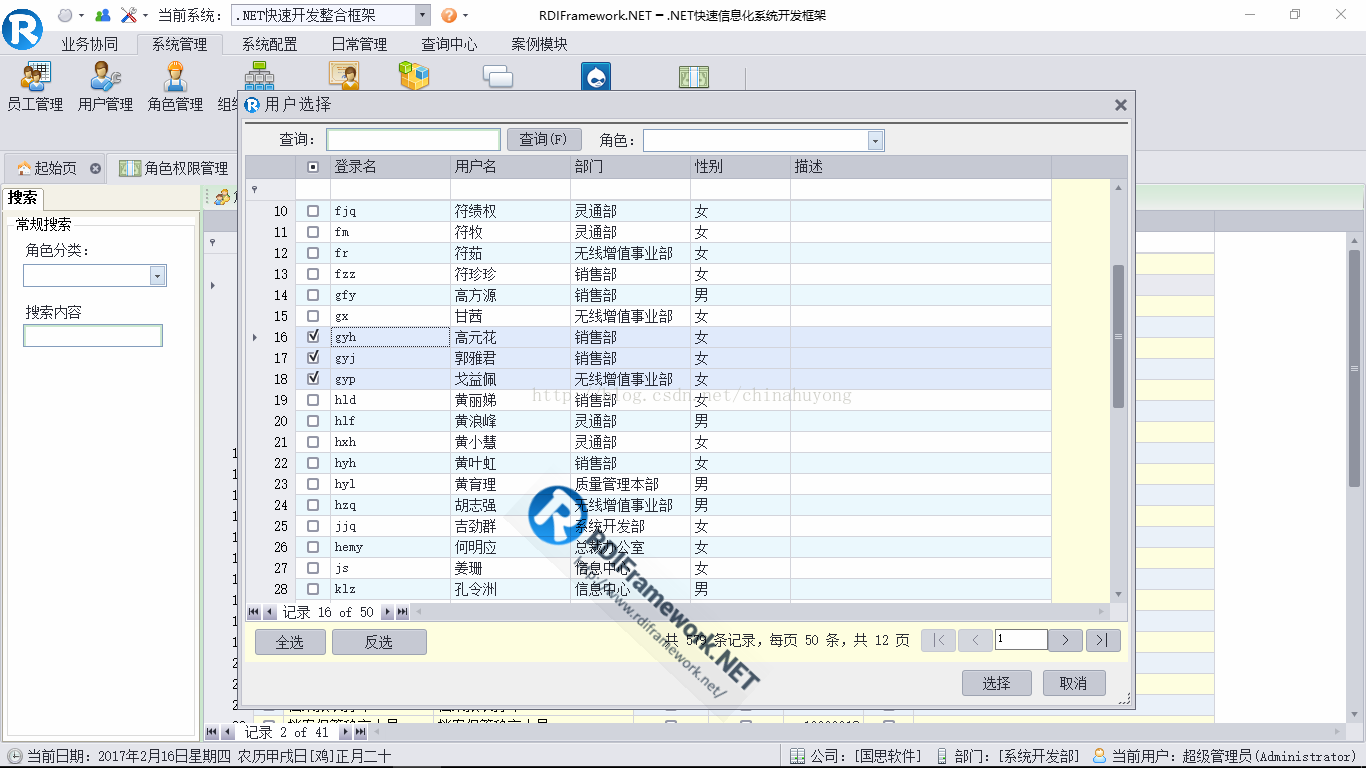 当前系统: .NET快速开发整合框架
RDIFramework.NET — .NET快速信息化系统开发框架
业务协同 系统管理 系统配置 日常管理 查询中心 案例模块
员工管理 用户管理 角色管理
起始页 角色权限管理
搜索
常规搜索
角色分类:
搜索内容
用户选择
查询: 查询(F) 角色:
登录名 用户名 部门 性别 描述
10 fjq 符绩权 灵通部 女
11 fm 符牧 灵通部 女
12 fr 符茹 无线增值事业部 女
13 fzz 符珍珍 销售部 女
14 gfy 高方源 销售部 男
15 gx 甘茜 无线增值事业部 女
16 gyh 高元花 销售部 女
17 gyj 郭雅君 销售部 女
18 gyp 戈益佩 无线增值事业部 女
19 hld 黄丽娣 销售部 女
20 hlf 黄浪峰 灵通部 男
21 hxh 黄小慧 灵通部 女
22 hyh 黄叶虹 销售部 女
23 hyl 黄育理 质量管理本部 男
24 hzq 胡志强 无线增值事业部 男
25 jjq 吉劲群 系统开发部 女
26 hemy 何明应 总裁办公室 女
27 js 姜珊 信息中心 女
28 klz 孔令洲 信息中心 男
http://blog.csdn.net/chinahuyong
RDIFramework.NET
http://www.rdiframework.net/
记录 16 of 50
全选 反选 共 579 条记录，每页 50 条，共 12 页 1
选择 取消
记录 2 of 41
当前日期: 2017年2月16日星期四 农历甲戌日[鸡]正月二十 公司: [国思软件] 部门: [系统开发部] 当前用户: 超级管理员(Administrator)